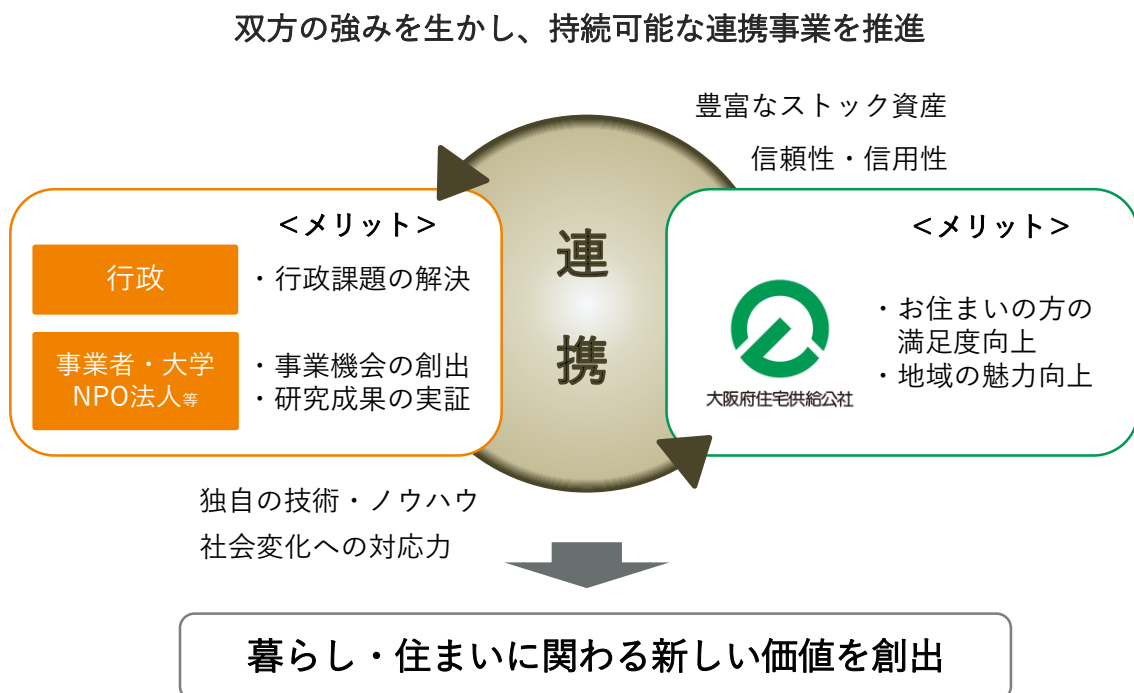 双方の強みを生かし、持続可能な連携事業を推進
豊富なストック資産
信頼性・信用性
＜メリット＞
行政
・行政課題の解決
事業者・大学
NPO法人等
・事業機会の創出
・研究成果の実証
連
携
＜メリット＞
大阪府住宅供給公社
・お住まいの方の
満足度向上
・地域の魅力向上
独自の技術・ノウハウ
社会変化への対応力
暮らし・住まいに関わる新しい価値を創出